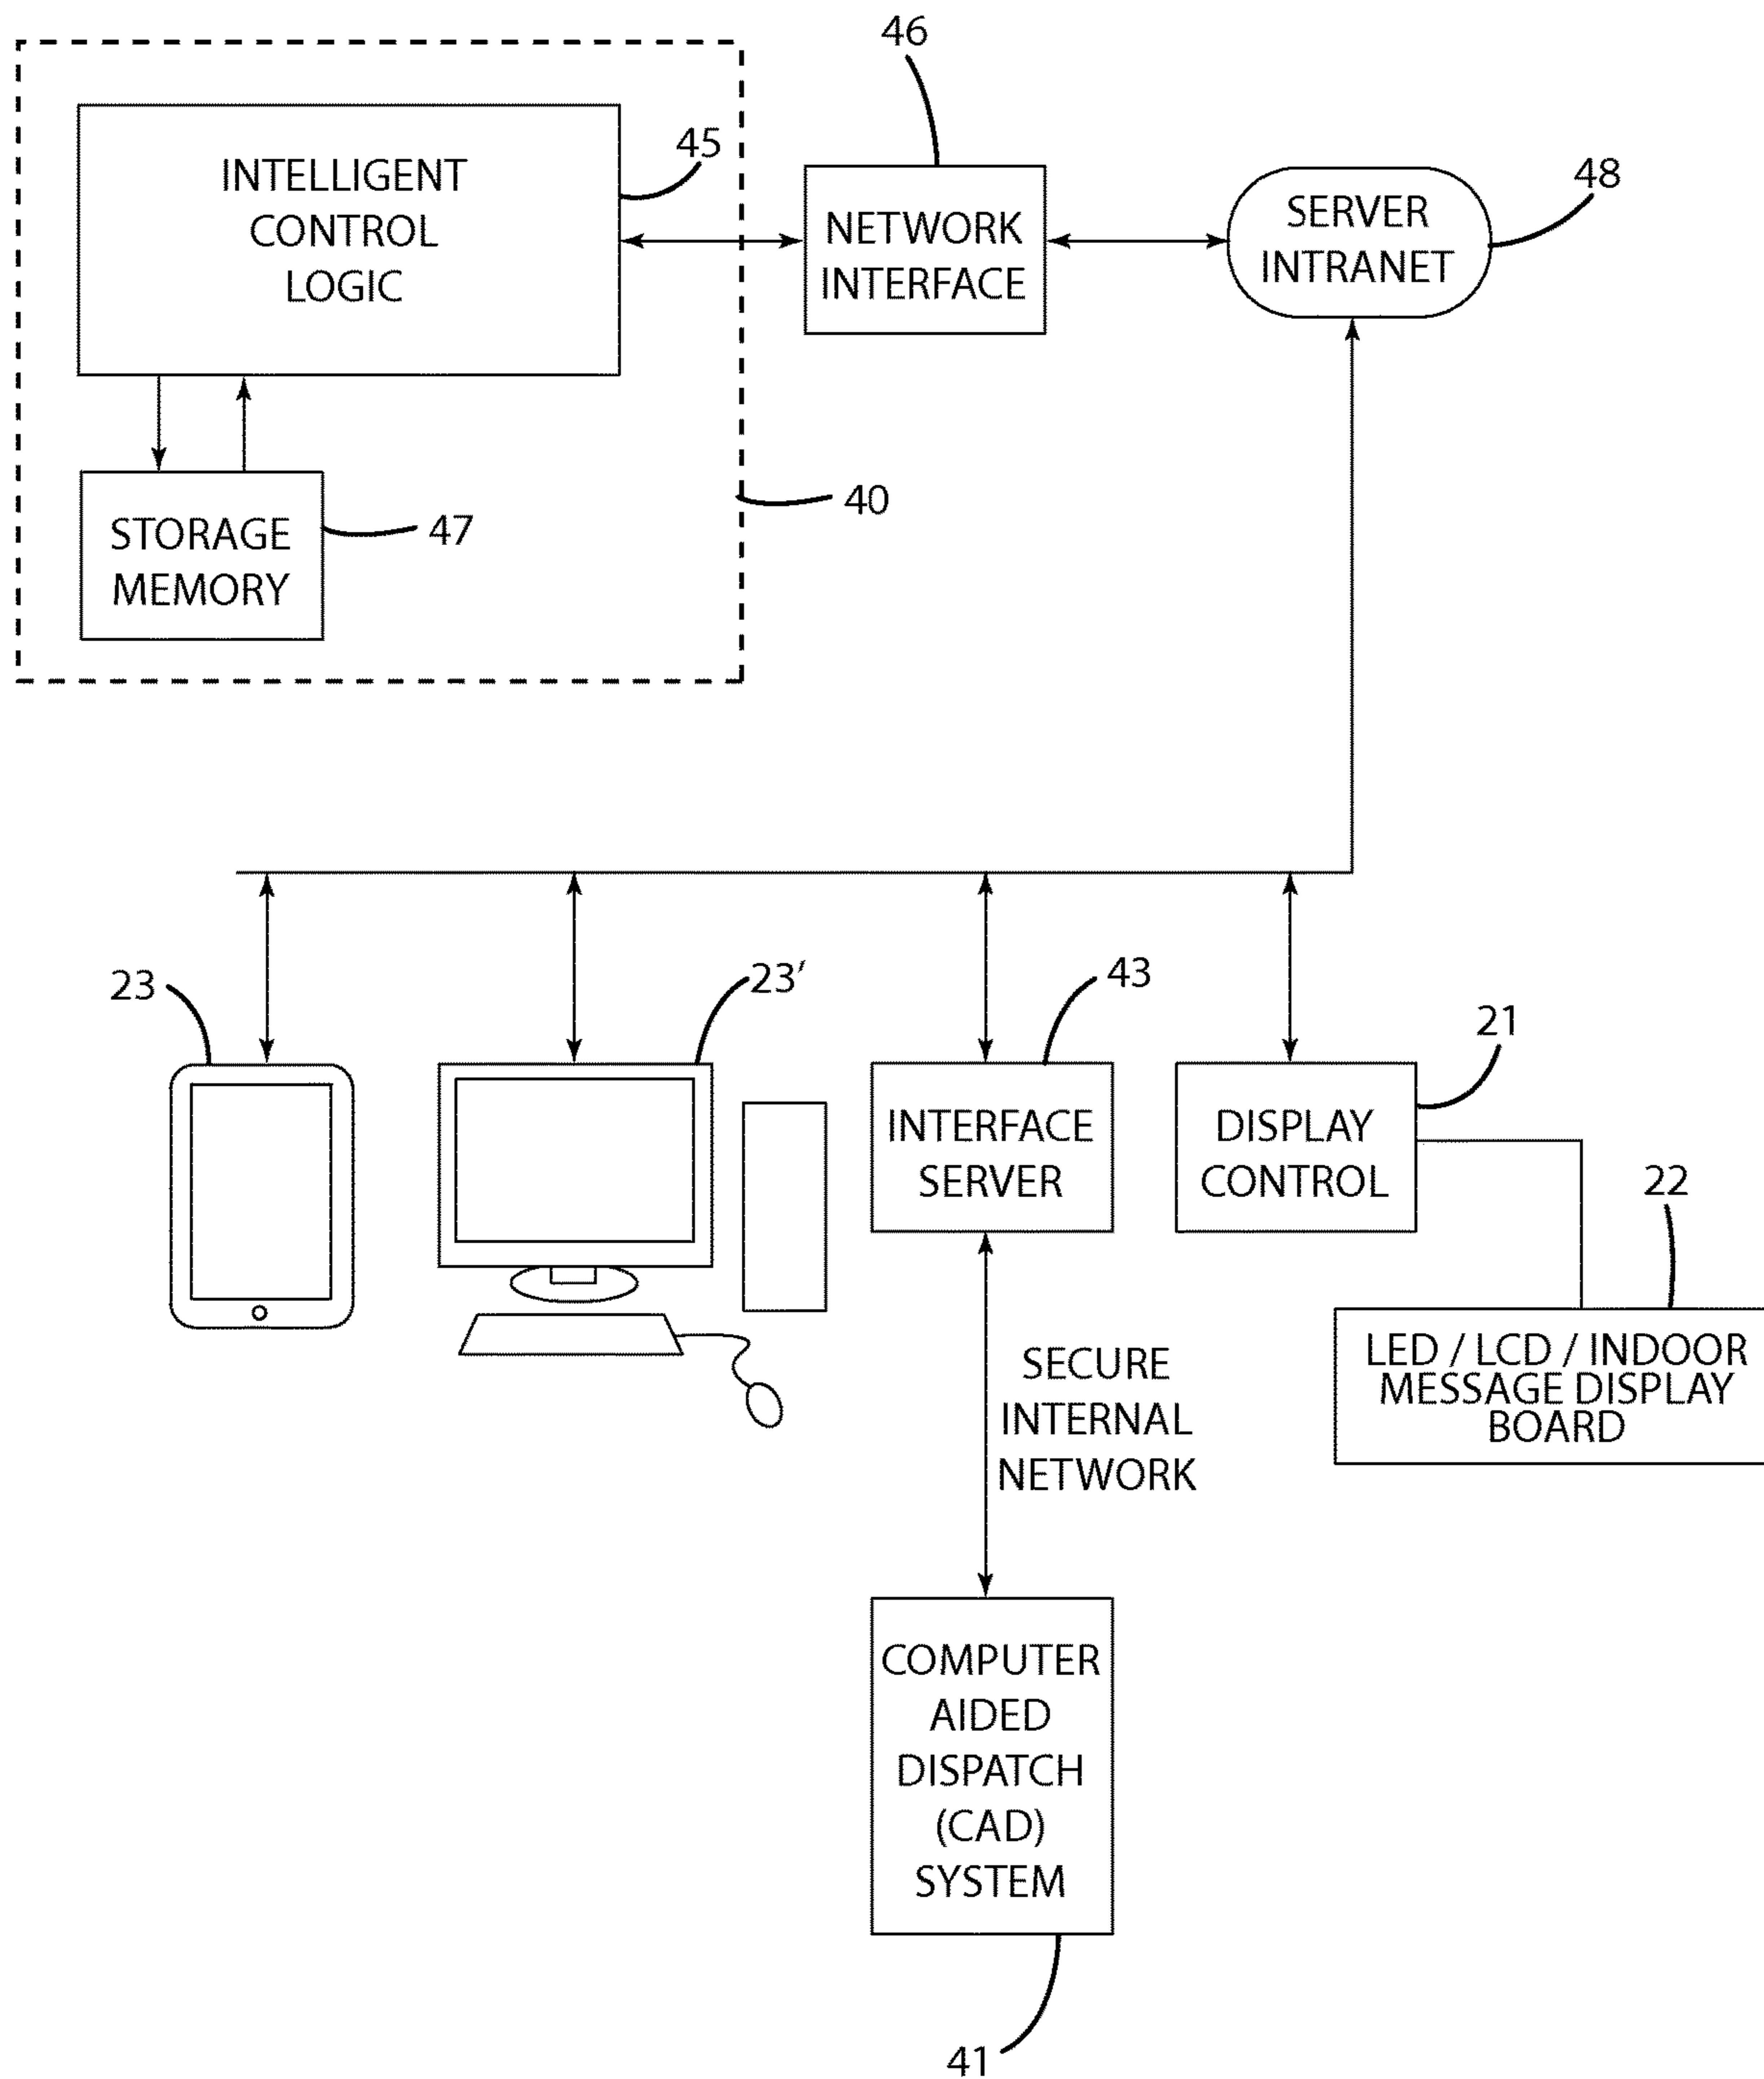 46
45
INTELLIGENT
CONTROL
LOGIC
48
SERVER
INTRANET
NETWORK
INTERFACE
40
47
STORAGE
MEMORY
23
23′
43
21
INTERFACE
SERVER
DISPLAY
CONTROL
22
LED / LCD / INDOOR
MESSAGE DISPLAY
BOARD
SECURE
INTERNAL
NETWORK
COMPUTER
AIDED
DISPATCH
(CAD)
SYSTEM
41